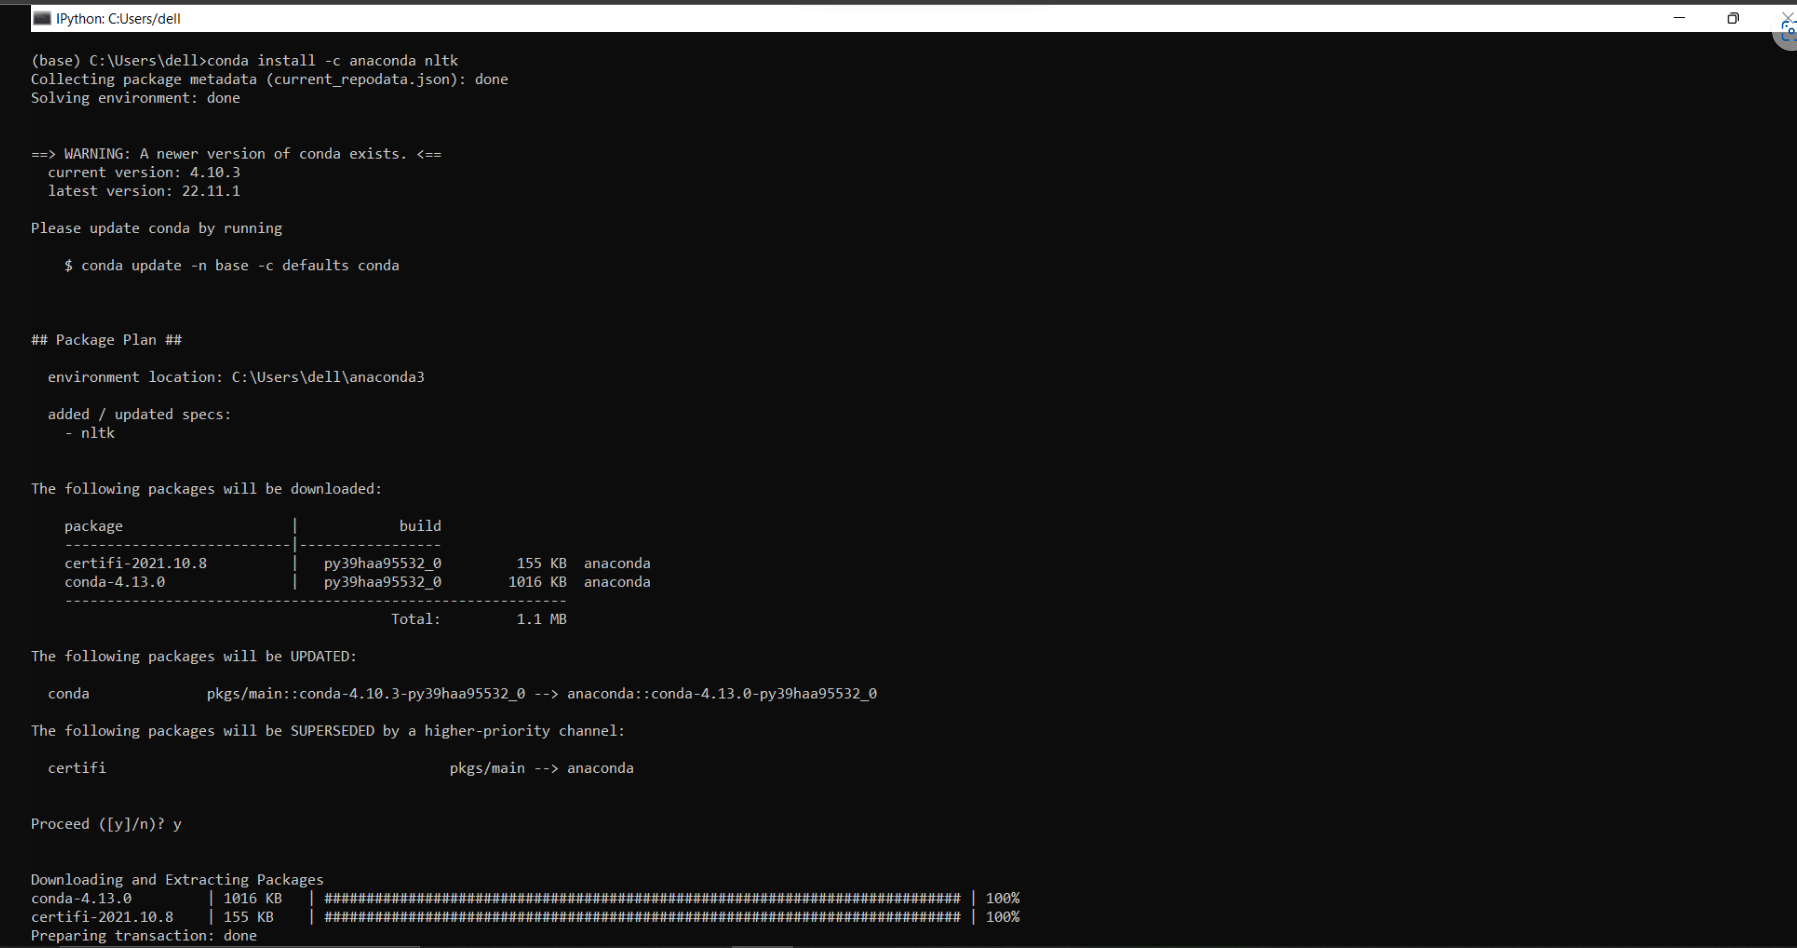 IPython: C:Users/dell
(base) C:\Users\dell>conda install -c anaconda nltk
Collecting package metadata (current_repodata.json): done
Solving environment: done
==> WARNING: A newer version of conda exists. <==
current version: 4.10.3
latest version: 22.11.1
Please update conda by running
$ conda update -n base -c defaults conda
## Package Plan ##
environment location: C:\Users\dell\anaconda3
added / updated specs:
- nltk
The following packages will be downloaded:
package | build
---------------------------|-----------------
certifi-2021.10.8 | py39haa95532_0 155 KB anaconda
conda-4.13.0 | py39haa95532_0 1016 KB anaconda
------------------------------------------------------------
Total: 1.1 MB
The following packages will be UPDATED:
conda pkgs/main::conda-4.10.3-py39haa95532_0 --> anaconda::conda-4.13.0-py39haa95532_0
The following packages will be SUPERSEDED by a higher-priority channel:
certifi pkgs/main --> anaconda
Proceed ([y]/n)? y
Downloading and Extracting Packages
conda-4.13.0 | 1016 KB | ############################################################################ | 100%
certifi-2021.10.8 | 155 KB | ############################################################################ | 100%
Preparing transaction: done